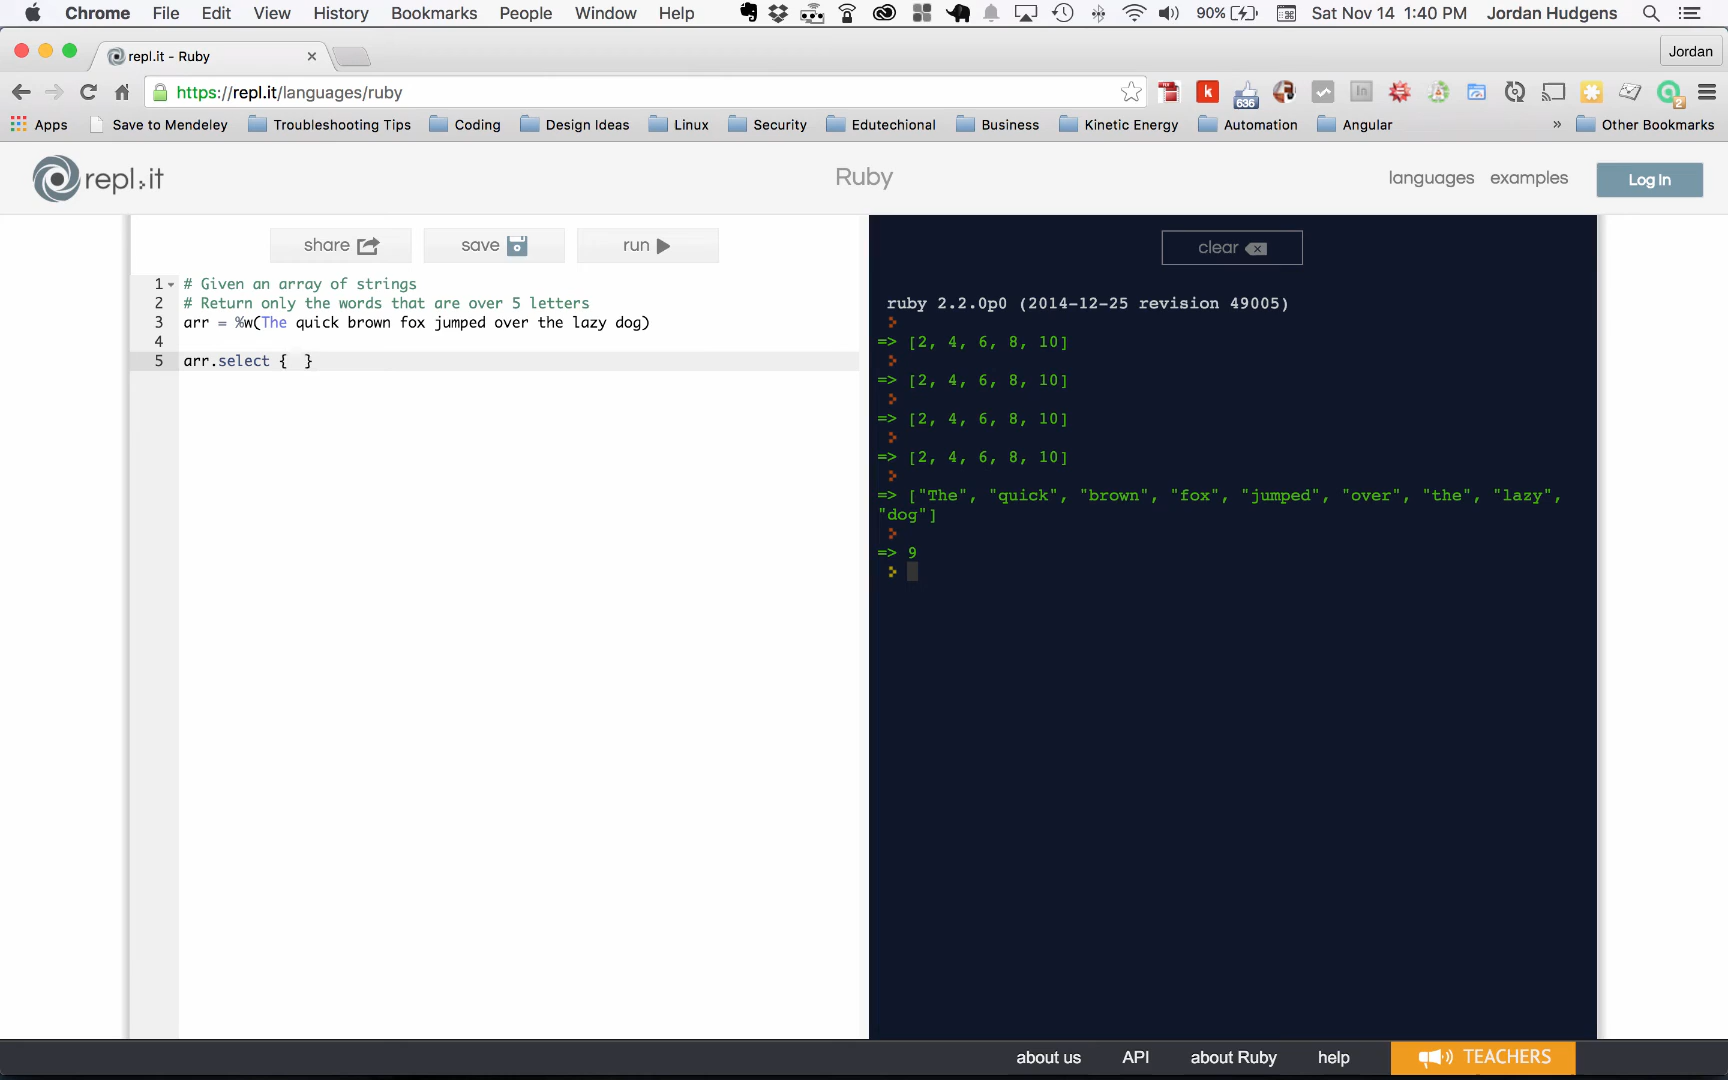 Chrome File Edit View History Bookmarks People Window Help 90% Sat Nov 14 1:40 PM Jordan Hudgens
repl.it - Ruby Jordan
https://repl.it/languages/ruby 636 2
Apps Save to Mendeley Troubleshooting Tips Coding Design Ideas Linux Security Edutechional Business Kinetic Energy Automation Angular » Other Bookmarks
repl.it Ruby languages examples Log In
share save run
1 # Given an array of strings
2 # Return only the words that are over 5 letters
3 arr = %w(The quick brown fox jumped over the lazy dog)
4
5 arr.select {  }
clear
ruby 2.2.0p0 (2014-12-25 revision 49005)
=> [2, 4, 6, 8, 10]
=> [2, 4, 6, 8, 10]
=> [2, 4, 6, 8, 10]
=> [2, 4, 6, 8, 10]
=> ["The", "quick", "brown", "fox", "jumped", "over", "the", "lazy",
"dog"]
=> 9
about us API about Ruby help TEACHERS